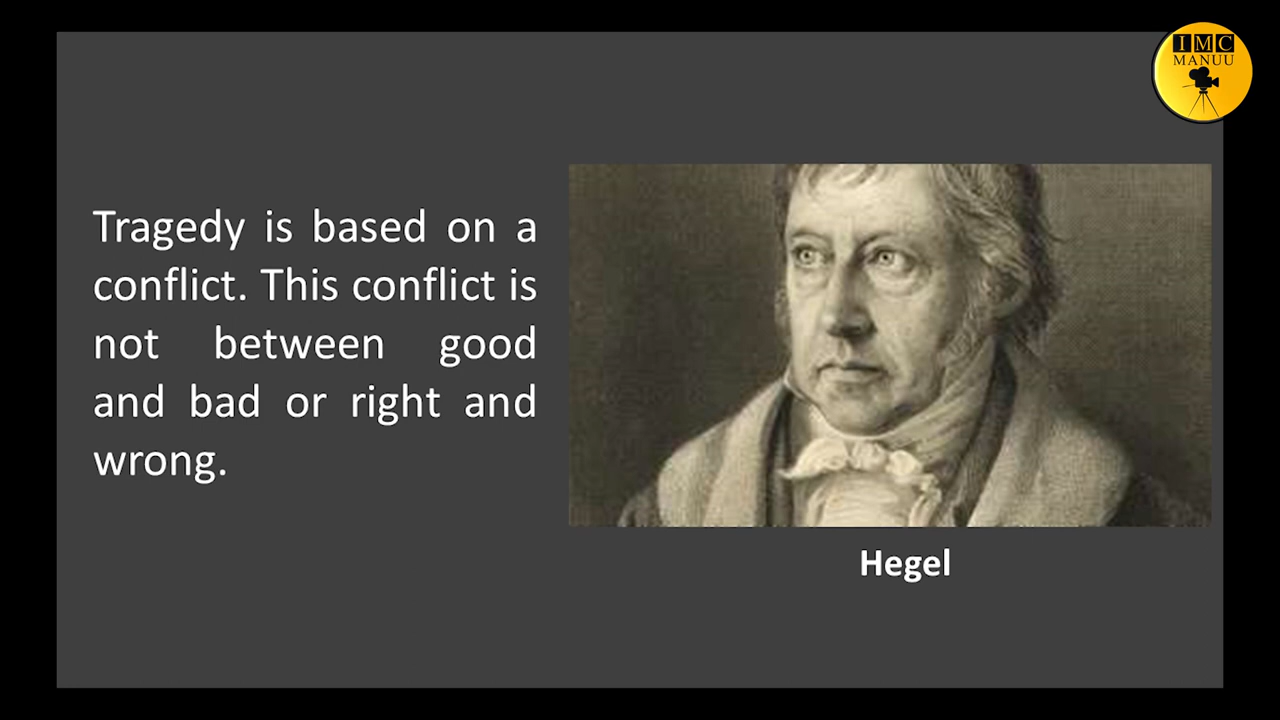 IMC
MANUU
Tragedy is based on a
conflict. This conflict is
not between good
and bad or right and
wrong.
Hegel